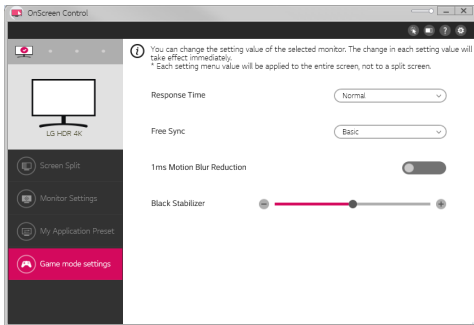 OnScreen Control
You can change the setting value of the selected monitor. The change in each setting value will
take effect immediately.
* Each setting menu value will be applied to the entire screen, not to a split screen.
LG HDR 4K
Screen Split
Monitor Settings
My Application Preset
Game mode settings
Response Time
Normal
Free Sync
Basic
1ms Motion Blur Reduction
Black Stabilizer